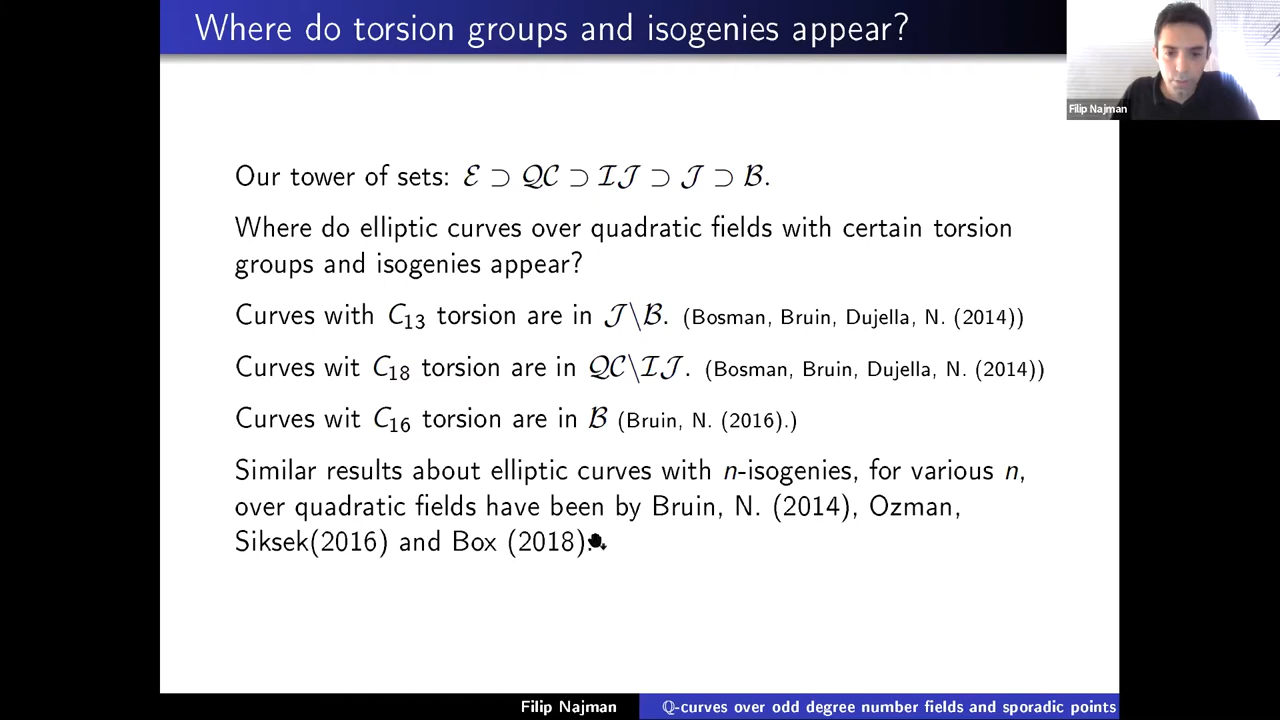 Where do torsion groups and isogenies appear?
Filip Najman
Our tower of sets: ℰ ⊃ 𝒬𝒞 ⊃ ℐ𝒥 ⊃ 𝒥 ⊃ ℬ.
Where do elliptic curves over quadratic fields with certain torsion
groups and isogenies appear?
Curves with C₁₃ torsion are in 𝒥\ℬ. (Bosman, Bruin, Dujella, N. (2014))
Curves wit C₁₈ torsion are in 𝒬𝒞\ℐ𝒥. (Bosman, Bruin, Dujella, N. (2014))
Curves wit C₁₆ torsion are in ℬ (Bruin, N. (2016).)
Similar results about elliptic curves with n-isogenies, for various n,
over quadratic fields have been by Bruin, N. (2014), Ozman,
Siksek(2016) and Box (2018).
Filip Najman
ℚ-curves over odd degree number fields and sporadic points